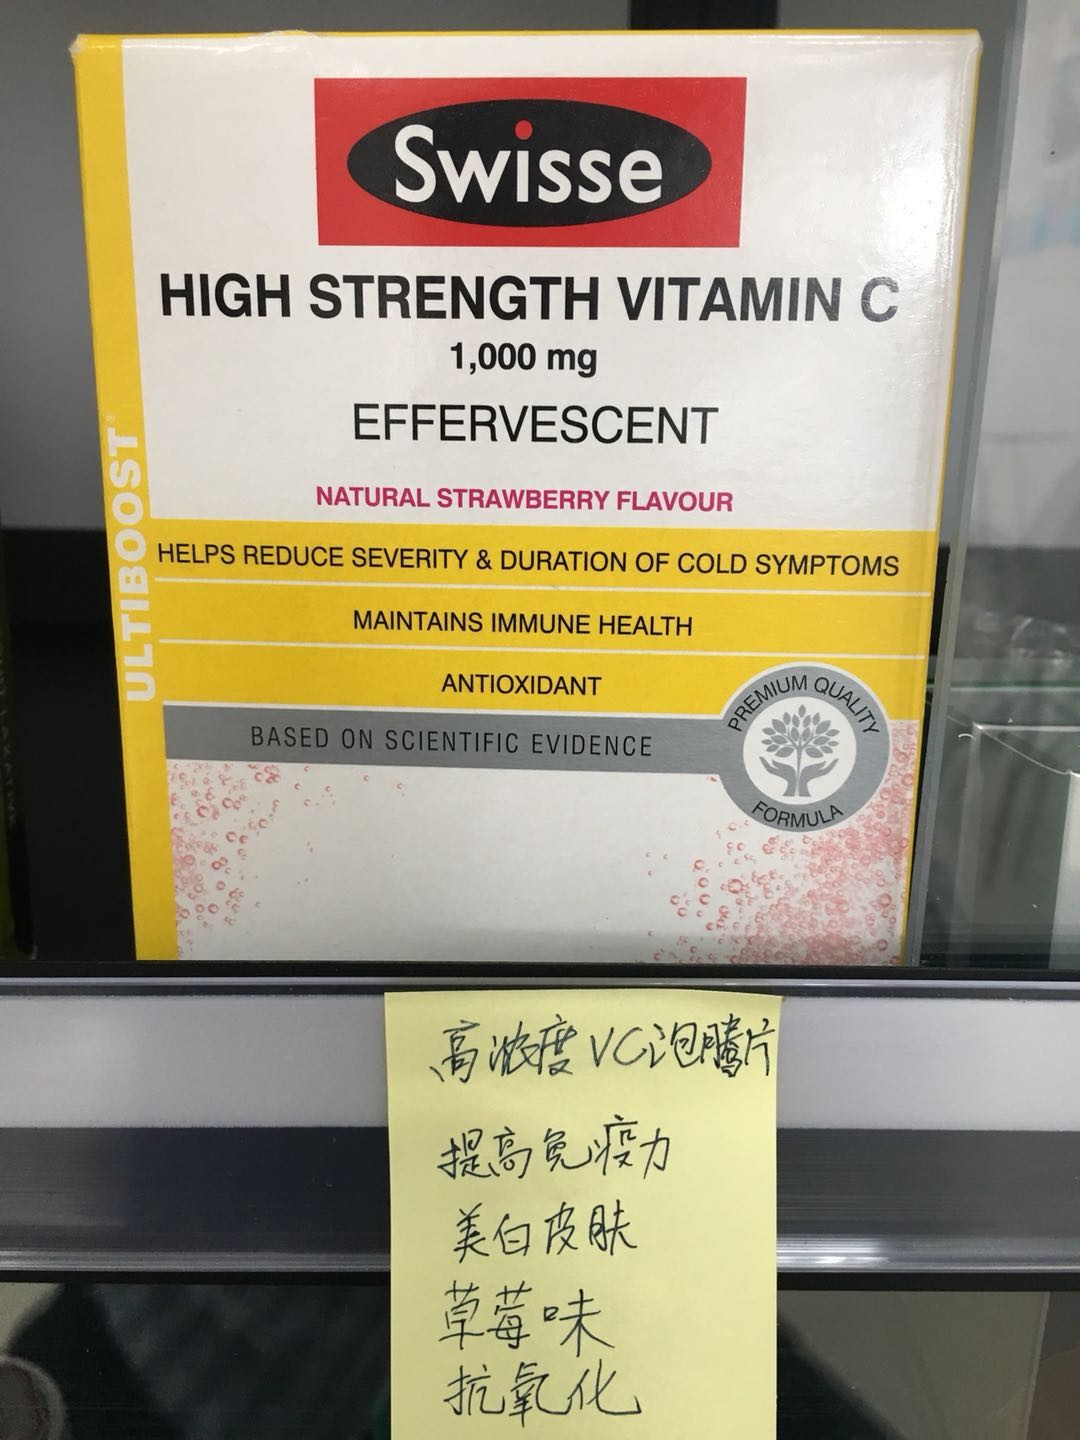 Swisse
HIGH STRENGTH VITAMIN C
1,000 mg
EFFERVESCENT
NATURAL STRAWBERRY FLAVOUR
HELPS REDUCE SEVERITY & DURATION OF COLD SYMPTOMS
MAINTAINS IMMUNE HEALTH
ANTIOXIDANT
BASED ON SCIENTIFIC EVIDENCE
PREMIUM QUALITY
FORMULA
ULTIBOOST®
高浓度VC泡腾片
提高免疫力
美白皮肤
草莓味
抗氧化